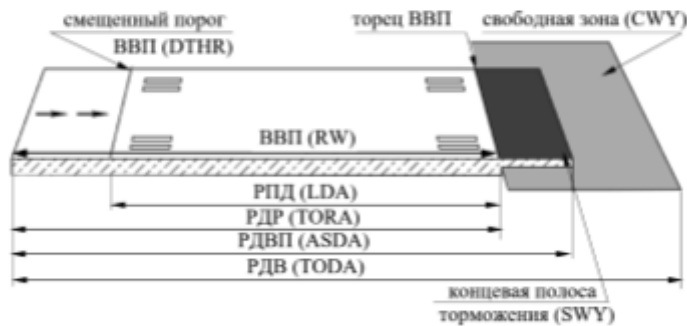 смещенный порог
ВВП (DTHR)
торец ВВП
свободная зона (CWY)
ВВП (RW)
РПД (LDA)
РДР (TORA)
РДВП (ASDA)
РДВ (TODA)
концевая полоса
торможения (SWY)